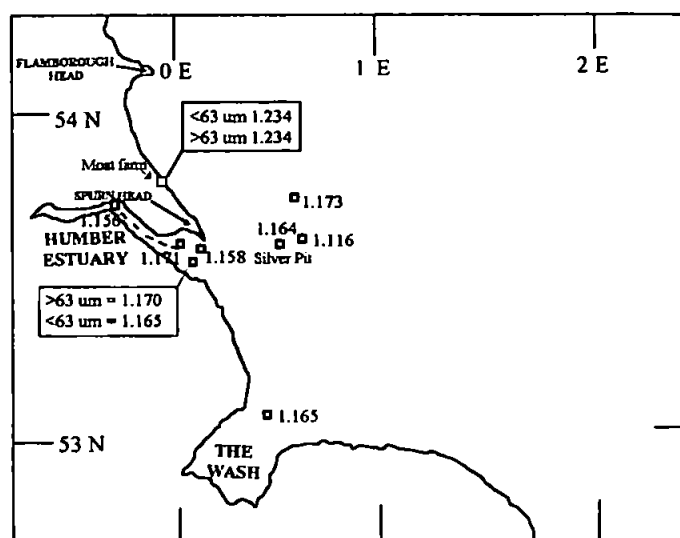 FLAMBOROUGH
HEAD
0 E
1 E
2 E
54 N
<63 um 1.234
>63 um 1.234
Moat farm
SPURN HEAD
1.156
HUMBER
ESTUARY
1.171
1.158
1.173
1.164
1.116
Silver Pit
>63 um = 1.170
<63 um = 1.165
1.165
53 N
THE
WASH